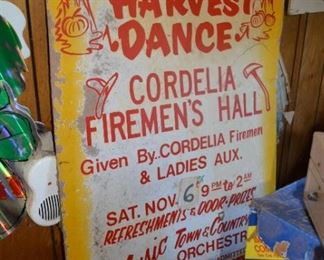 HARVEST
DANCE
CORDELIA
FIREMEN'S HALL
Given By..CORDELIA Firemen
& LADIES AUX.
SAT. NOV. 6th 9 PM to 2 AM
REFRESHMENTS & DOOR-PRIZES
Music Town & Country
ORCHESTRA